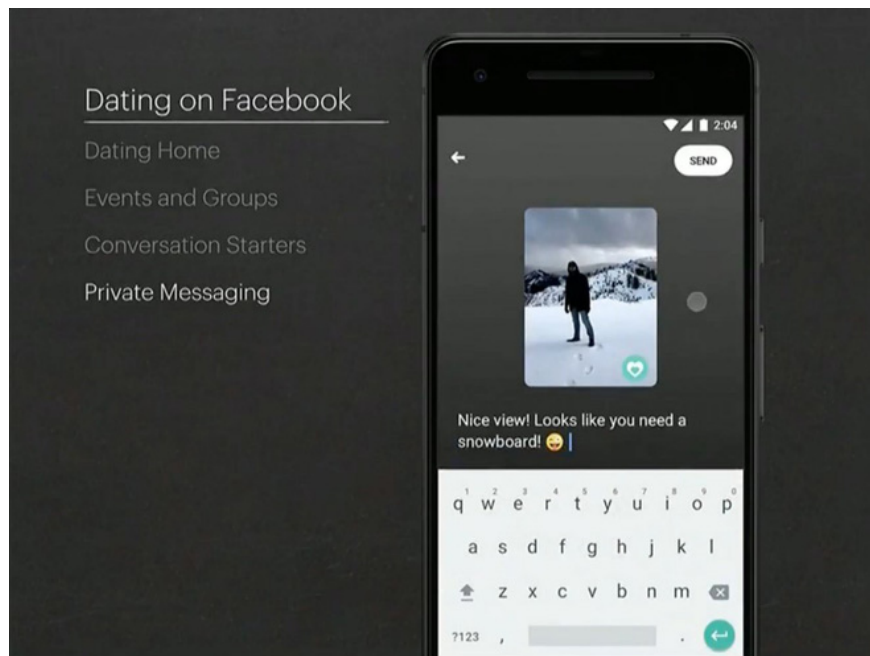 Dating on Facebook
Dating Home
Events and Groups
Conversation Starters
Private Messaging
2:04
SEND
Nice view! Looks like you need a
snowboard! 😜
1 2 3 4 5 6 7 8 9 0
q w e r t y u i o p
a s d f g h j k l
z x c v b n m
?123 , .